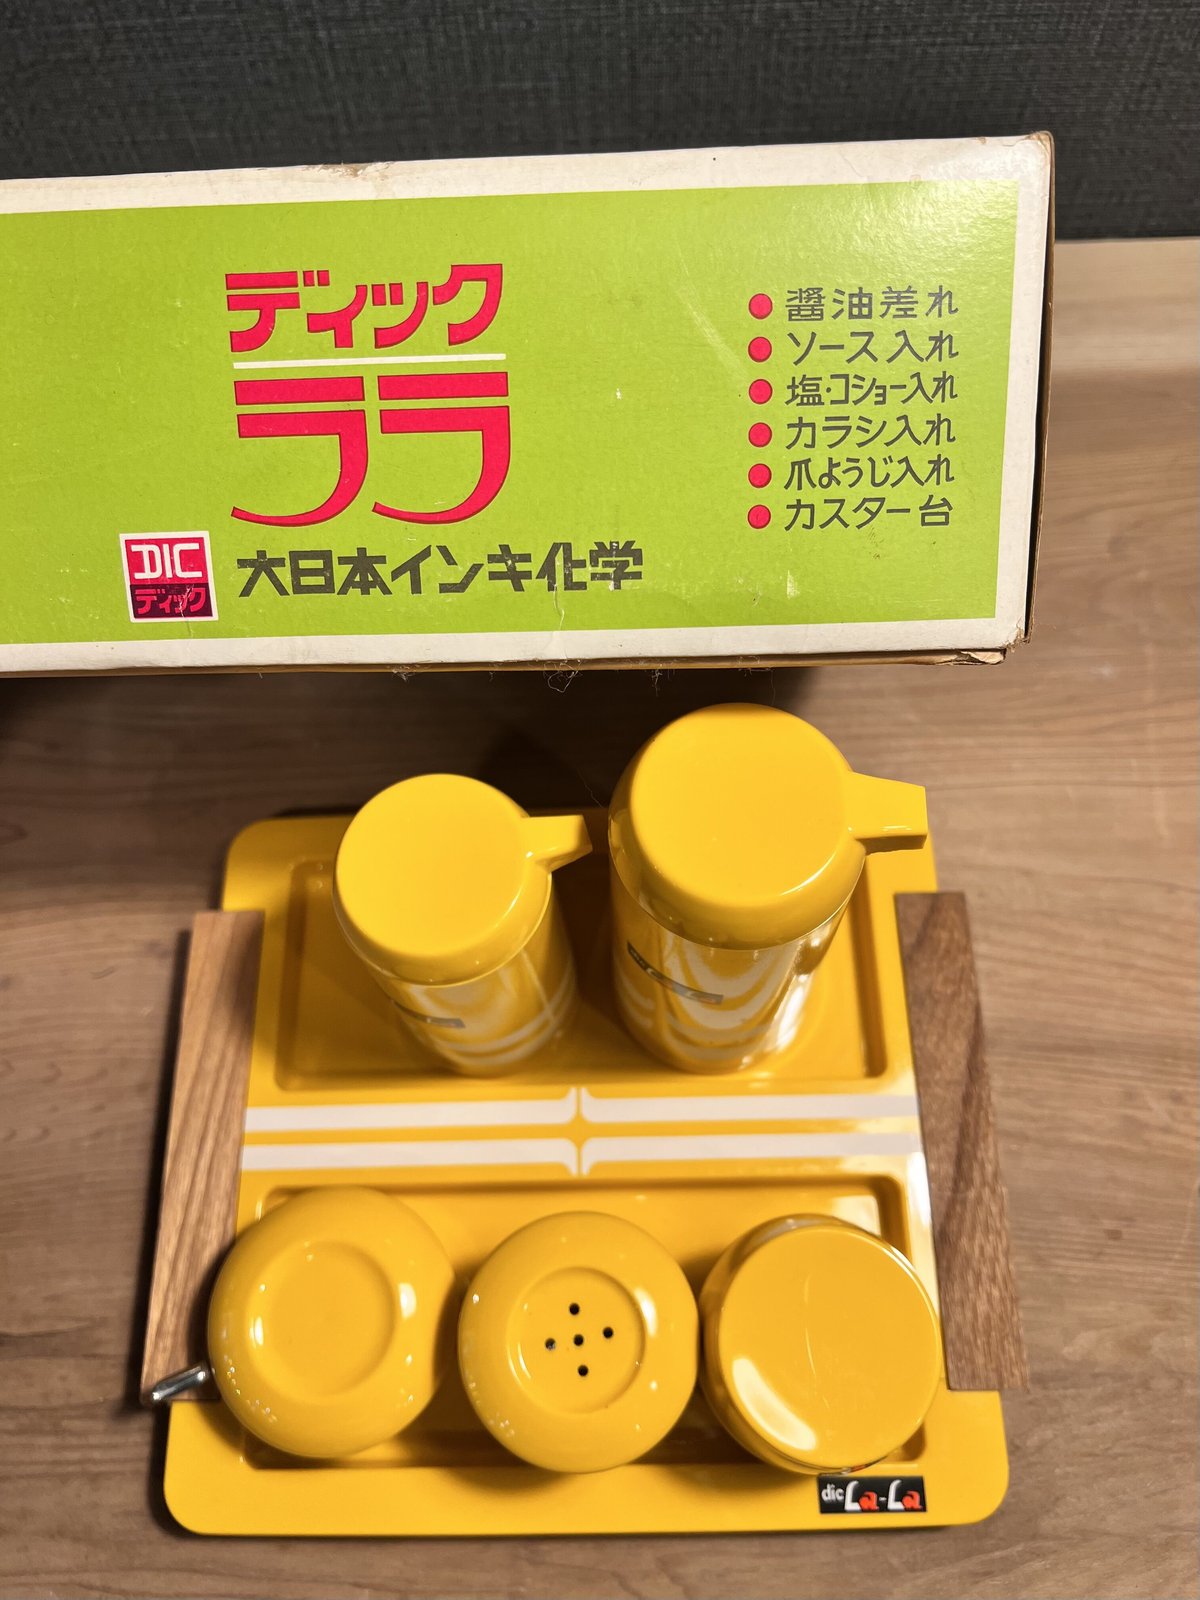 ディック
ララ
DIC
ディック
大日本インキ化学
● 醤油差れ
● ソース入れ
● 塩・コショー入れ
● カラシ入れ
● 爪ようじ入れ
● カスター台
dic La-La